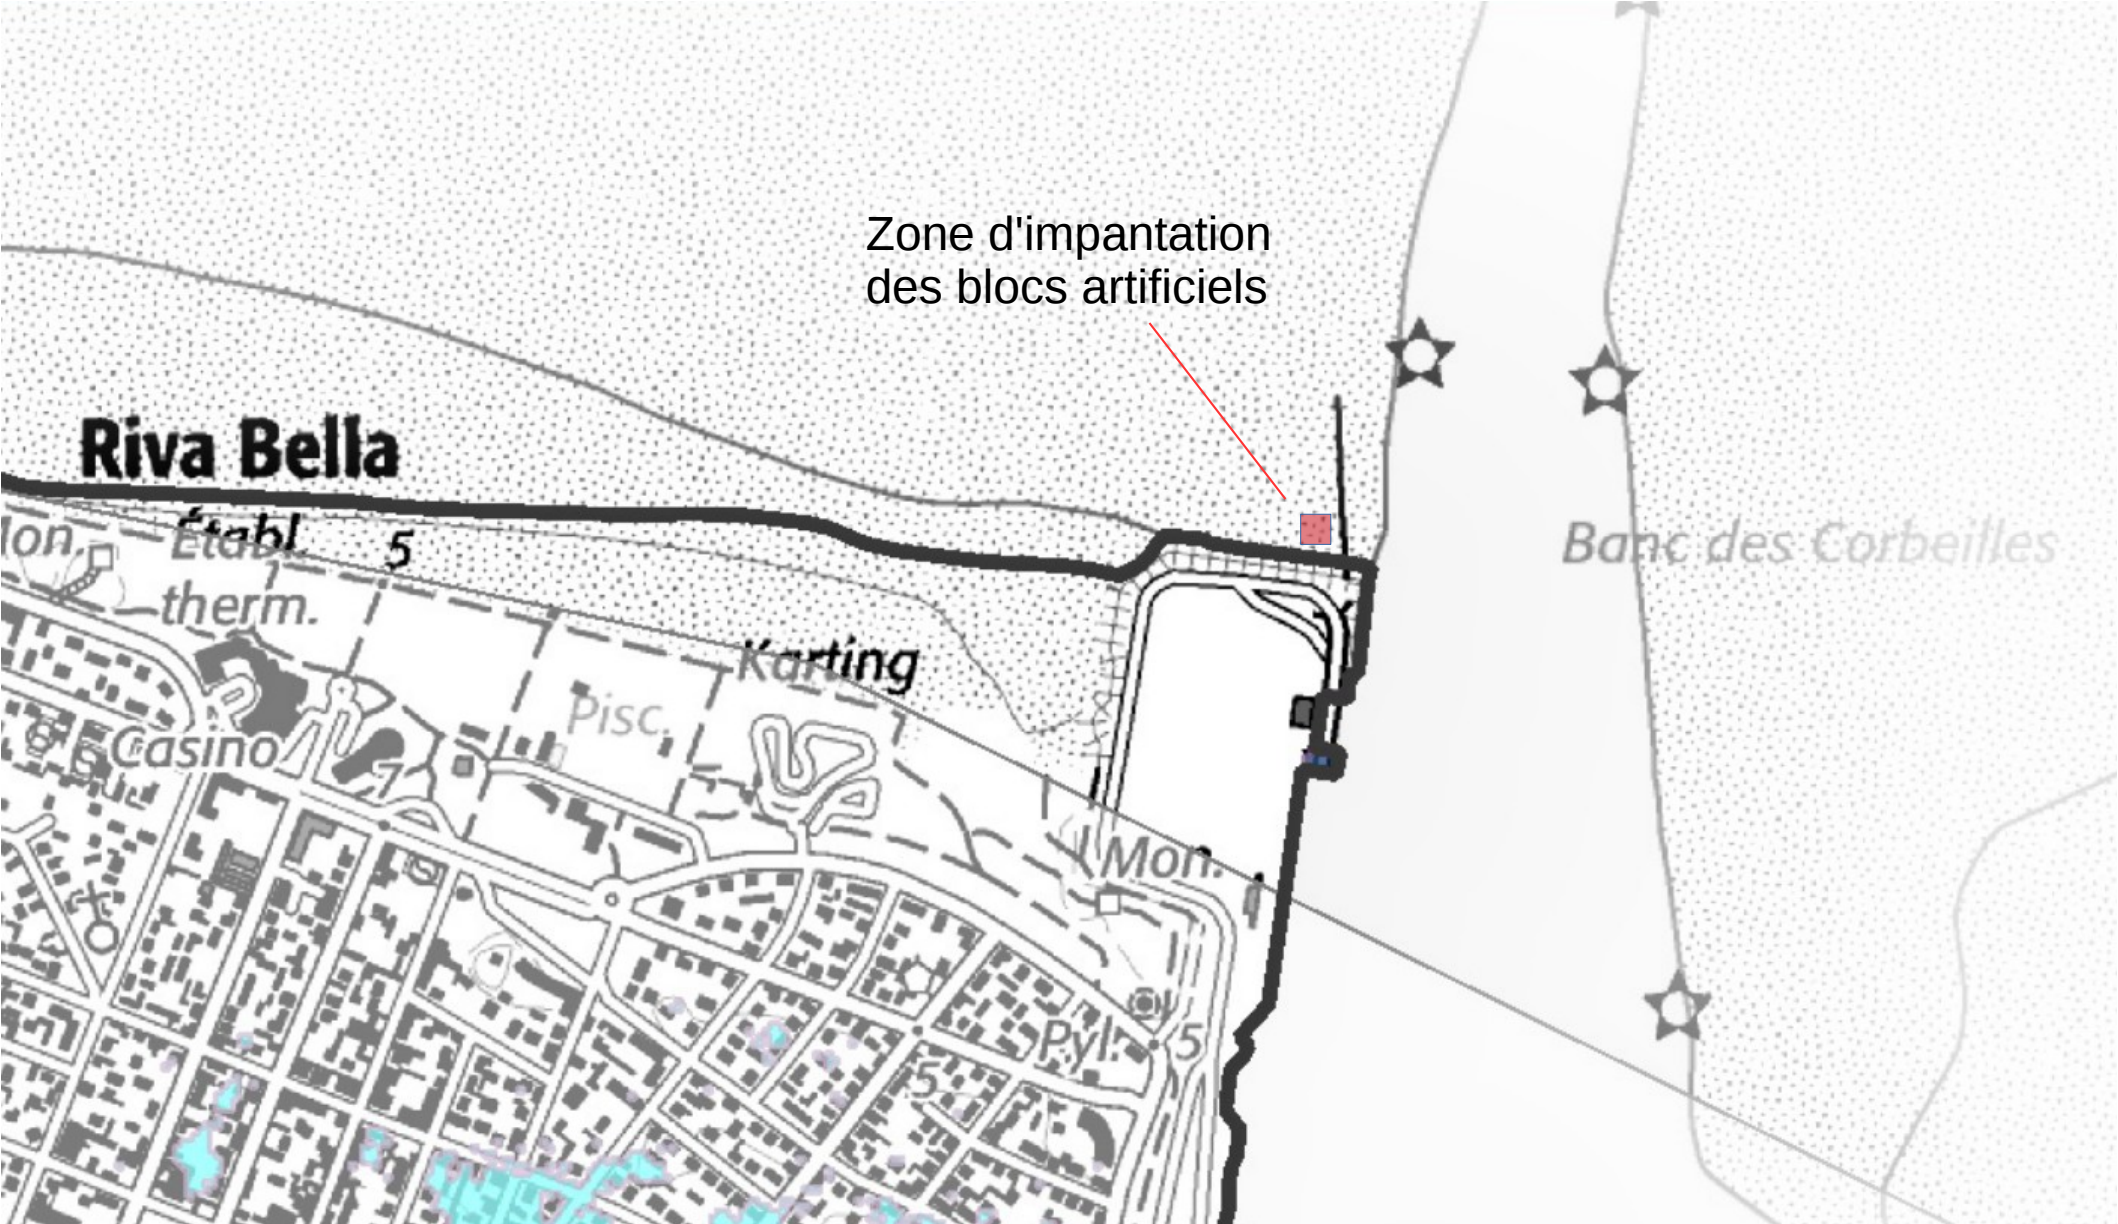 Zone d'impantation
des blocs artificiels
Riva Bella
Établ.
therm.
5
Banc des Corbeilles
Karting
Pisc.
Casino
7
Mon.
Pyl.
5
5